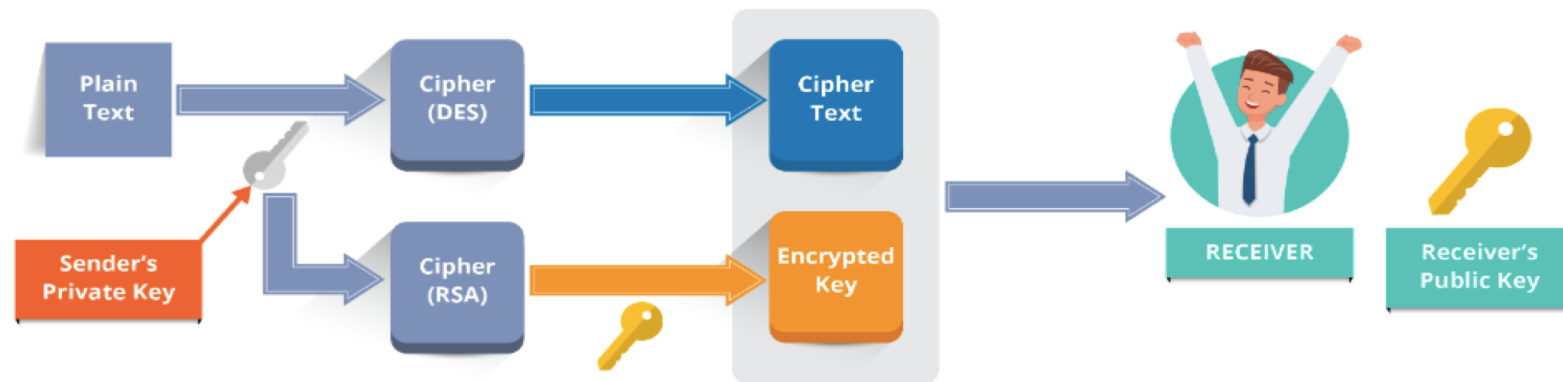 Plain
Text
Cipher
(DES)
Cipher
Text
Sender's
Private Key
Cipher
(RSA)
Encrypted
Key
RECEIVER
Receiver's
Public Key